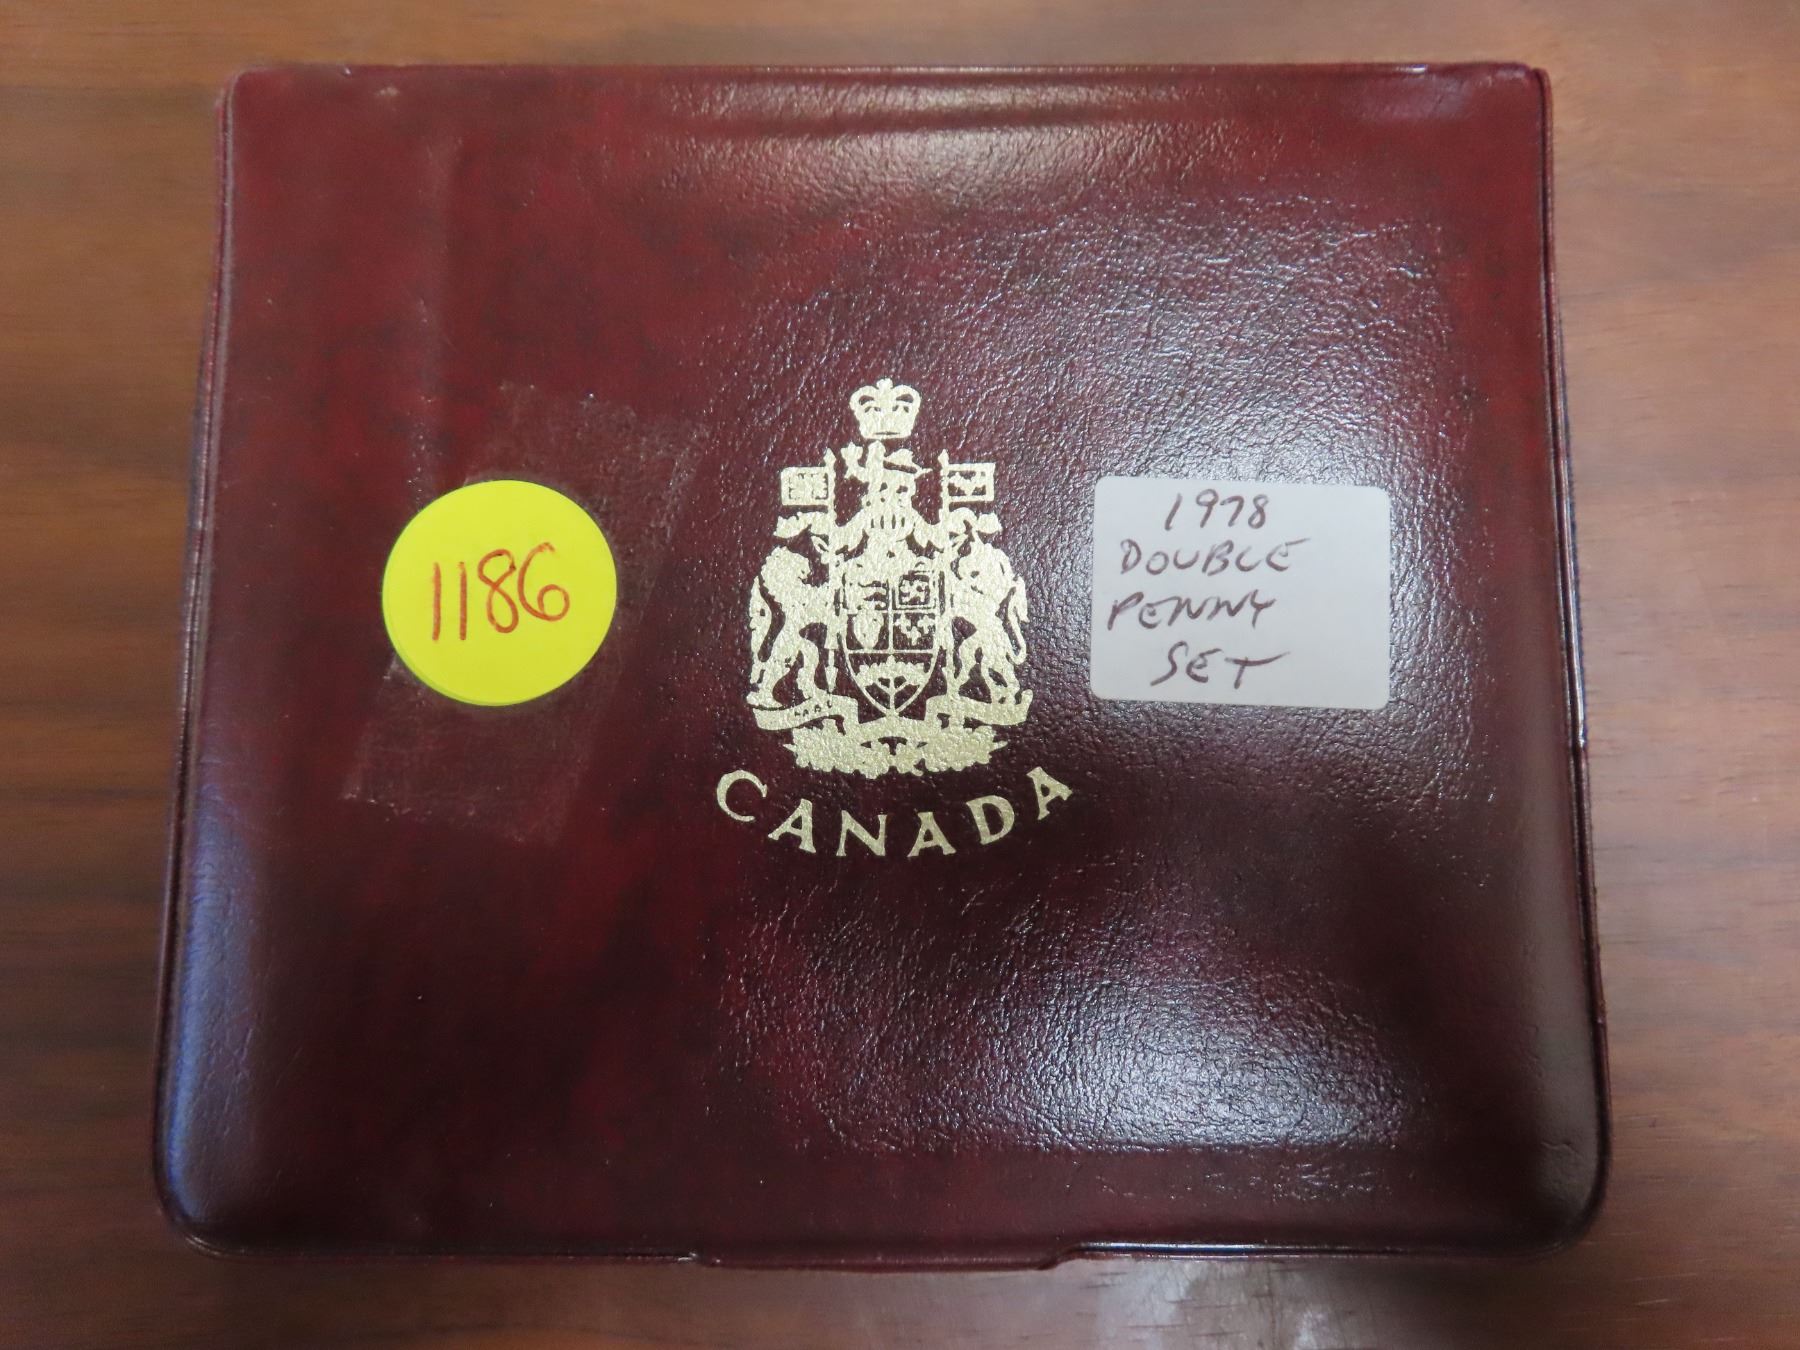 1186
1978
DOUBLE
PENNY
SET
CANADA